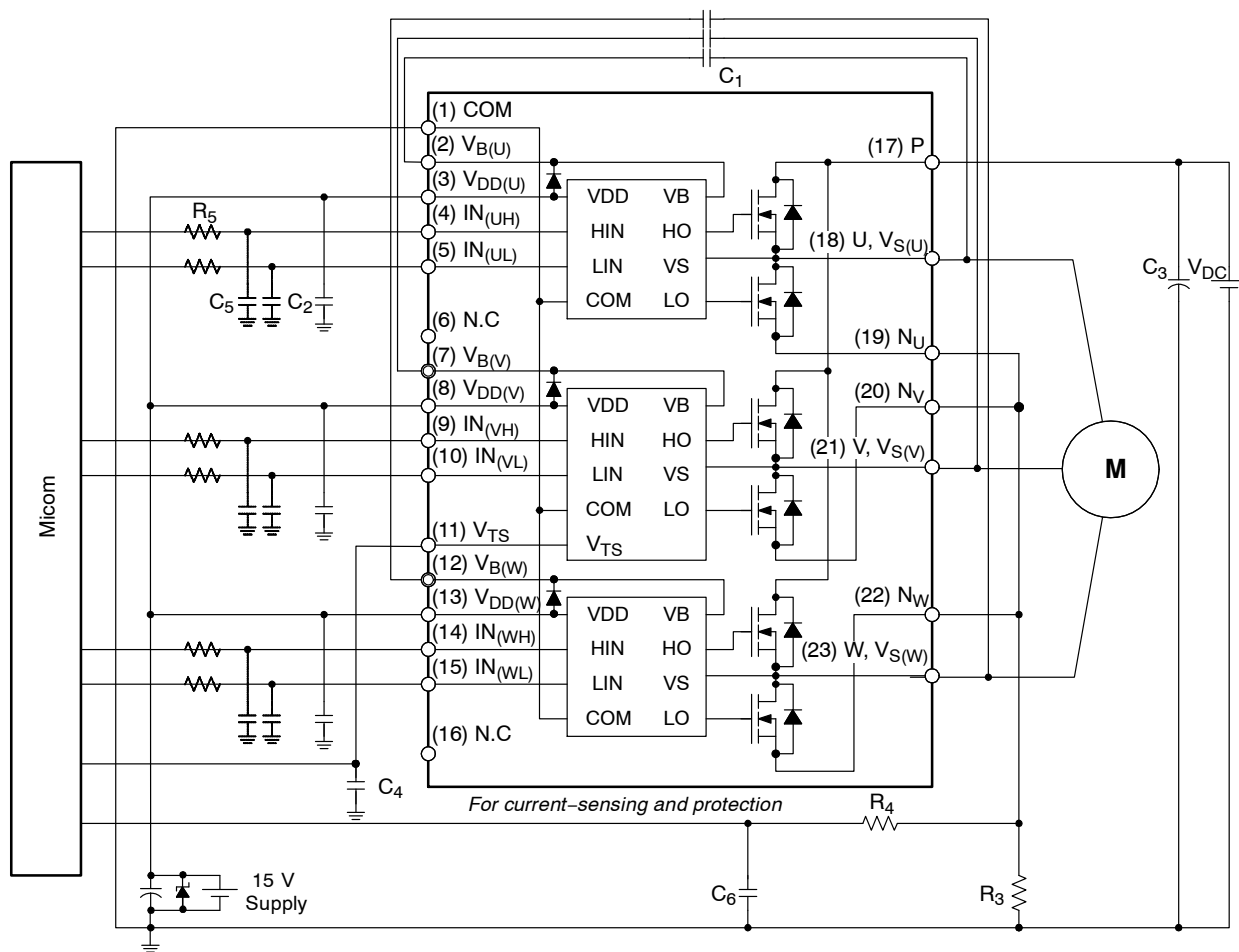 C1
(1) COM
(2) VB(U)
(3) VDD(U)
(4) IN(UH)
(5) IN(UL)
(6) N.C
(7) VB(V)
(8) VDD(V)
(9) IN(VH)
(10) IN(VL)
(11) VTS
(12) VB(W)
(13) VDD(W)
(14) IN(WH)
(15) IN(WL)
(16) N.C
VDD VB
HIN HO
LIN VS
COM LO
VDD VB
HIN HO
LIN VS
COM LO
VTS
VDD VB
HIN HO
LIN VS
COM LO
(17) P
(18) U, VS(U)
(19) NU
(20) NV
(21) V, VS(V)
(22) NW
(23) W, VS(W)
Micom
R5
C5
C2
C3
VDC
M
C4
For current−sensing and protection
R4
C6
R3
15 V
Supply